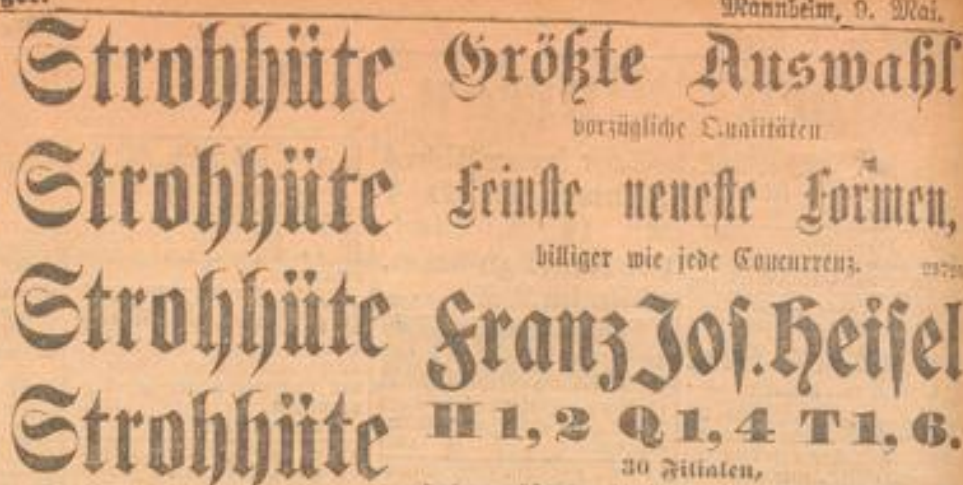 Mannheim, 9. Mai.
Strohhüte
Strohhüte
Strohhüte
Strohhüte
Größte Auswahl
vorzügliche Qualitäten
Feinste neueste Formen,
billiger wie jede Concurrenz.
Franz Jos. Heisel
H 1, 2 Q 1, 4 T 1, 6.
30 Filialen,